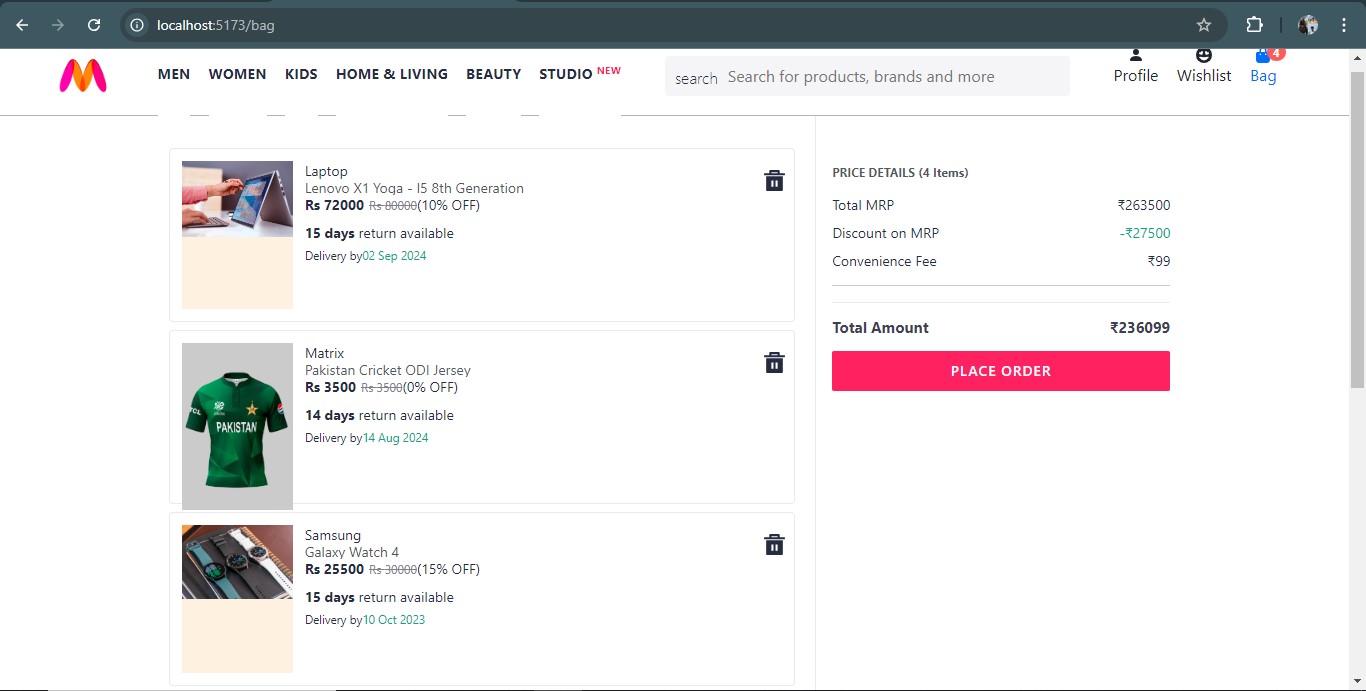 localhost:5173/bag
MEN WOMEN KIDS HOME & LIVING BEAUTY STUDIO NEW
search Search for products, brands and more
Profile Wishlist Bag 4
Laptop
Lenovo X1 Yoga - I5 8th Generation
Rs 72000 Rs 80000(10% OFF)
15 days return available
Delivery by02 Sep 2024
Matrix
Pakistan Cricket ODI Jersey
Rs 3500 Rs 3500(0% OFF)
14 days return available
Delivery by14 Aug 2024
PAKISTAN
Samsung
Galaxy Watch 4
Rs 25500 Rs 30000(15% OFF)
15 days return available
Delivery by10 Oct 2023
PRICE DETAILS (4 Items)
Total MRP ₹263500
Discount on MRP -₹27500
Convenience Fee ₹99
Total Amount ₹236099
PLACE ORDER